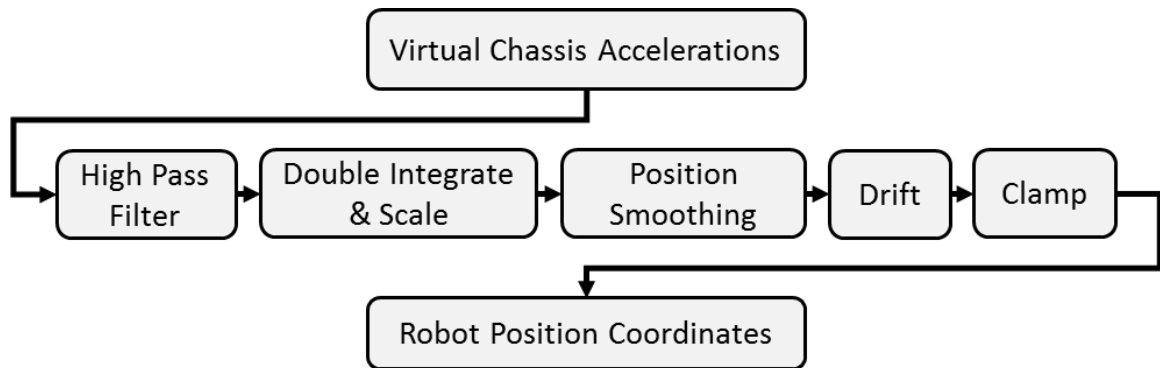 Virtual Chassis Accelerations
High Pass
Filter
Double Integrate
& Scale
Position
Smoothing
Drift
Clamp
Robot Position Coordinates